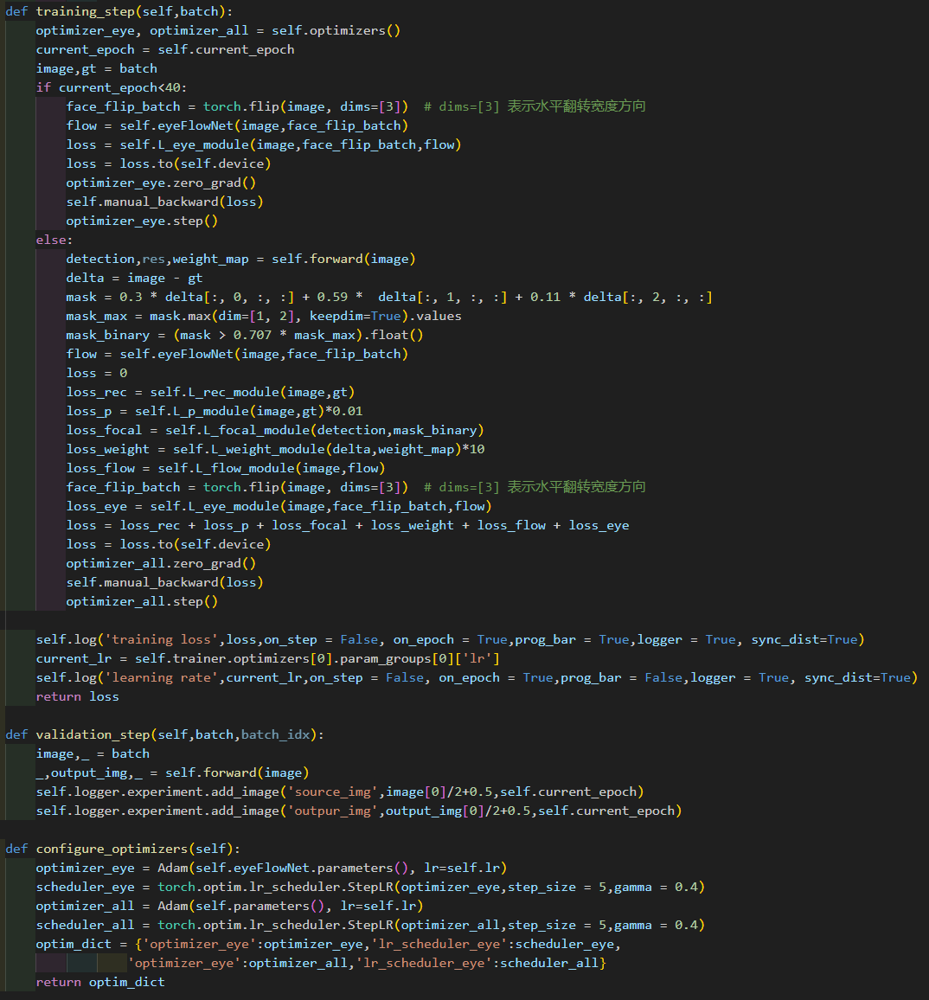 def training_step(self,batch):
    optimizer_eye, optimizer_all = self.optimizers()
    current_epoch = self.current_epoch
    image,gt = batch
    if current_epoch<40:
        face_flip_batch = torch.flip(image, dims=[3])  # dims=[3] 表示水平翻转宽度方向
        flow = self.eyeFlowNet(image,face_flip_batch)
        loss = self.L_eye_module(image,face_flip_batch,flow)
        loss = loss.to(self.device)
        optimizer_eye.zero_grad()
        self.manual_backward(loss)
        optimizer_eye.step()
    else:
        detection,res,weight_map = self.forward(image)
        delta = image - gt
        mask = 0.3 * delta[:, 0, :, :] + 0.59 *  delta[:, 1, :, :] + 0.11 * delta[:, 2, :, :]
        mask_max = mask.max(dim=[1, 2], keepdim=True).values
        mask_binary = (mask > 0.707 * mask_max).float()
        flow = self.eyeFlowNet(image,face_flip_batch)
        loss = 0
        loss_rec = self.L_rec_module(image,gt)
        loss_p = self.L_p_module(image,gt)*0.01
        loss_focal = self.L_focal_module(detection,mask_binary)
        loss_weight = self.L_weight_module(delta,weight_map)*10
        loss_flow = self.L_flow_module(image,flow)
        face_flip_batch = torch.flip(image, dims=[3])  # dims=[3] 表示水平翻转宽度方向
        loss_eye = self.L_eye_module(image,face_flip_batch,flow)
        loss = loss_rec + loss_p + loss_focal + loss_weight + loss_flow + loss_eye
        loss = loss.to(self.device)
        optimizer_all.zero_grad()
        self.manual_backward(loss)
        optimizer_all.step()

    self.log('training loss',loss,on_step = False, on_epoch = True,prog_bar = True,logger = True, sync_dist=True)
    current_lr = self.trainer.optimizers[0].param_groups[0]['lr']
    self.log('learning rate',current_lr,on_step = False, on_epoch = True,prog_bar = False,logger = True, sync_dist=True)
    return loss

def validation_step(self,batch,batch_idx):
    image,_ = batch
    _,output_img,_ = self.forward(image)
    self.logger.experiment.add_image('source_img',image[0]/2+0.5,self.current_epoch)
    self.logger.experiment.add_image('outpur_img',output_img[0]/2+0.5,self.current_epoch)

def configure_optimizers(self):
    optimizer_eye = Adam(self.eyeFlowNet.parameters(), lr=self.lr)
    scheduler_eye = torch.optim.lr_scheduler.StepLR(optimizer_eye,step_size = 5,gamma = 0.4)
    optimizer_all = Adam(self.parameters(), lr=self.lr)
    scheduler_all = torch.optim.lr_scheduler.StepLR(optimizer_all,step_size = 5,gamma = 0.4)
    optim_dict = {'optimizer_eye':optimizer_eye,'lr_scheduler_eye':scheduler_eye,
                'optimizer_eye':optimizer_all,'lr_scheduler_eye':scheduler_all}
    return optim_dict